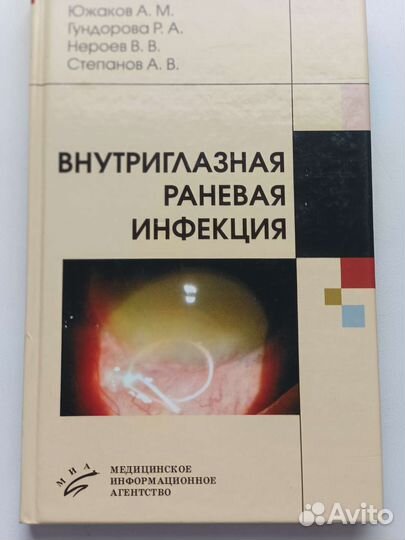 Южаков А. М.
Гундорова Р. А.
Нероев В. В.
Степанов А. В.
ВНУТРИГЛАЗНАЯ
РАНЕВАЯ
ИНФЕКЦИЯ
МИА
МЕДИЦИНСКОЕ
ИНФОРМАЦИОННОЕ
АГЕНТСТВО
Avito